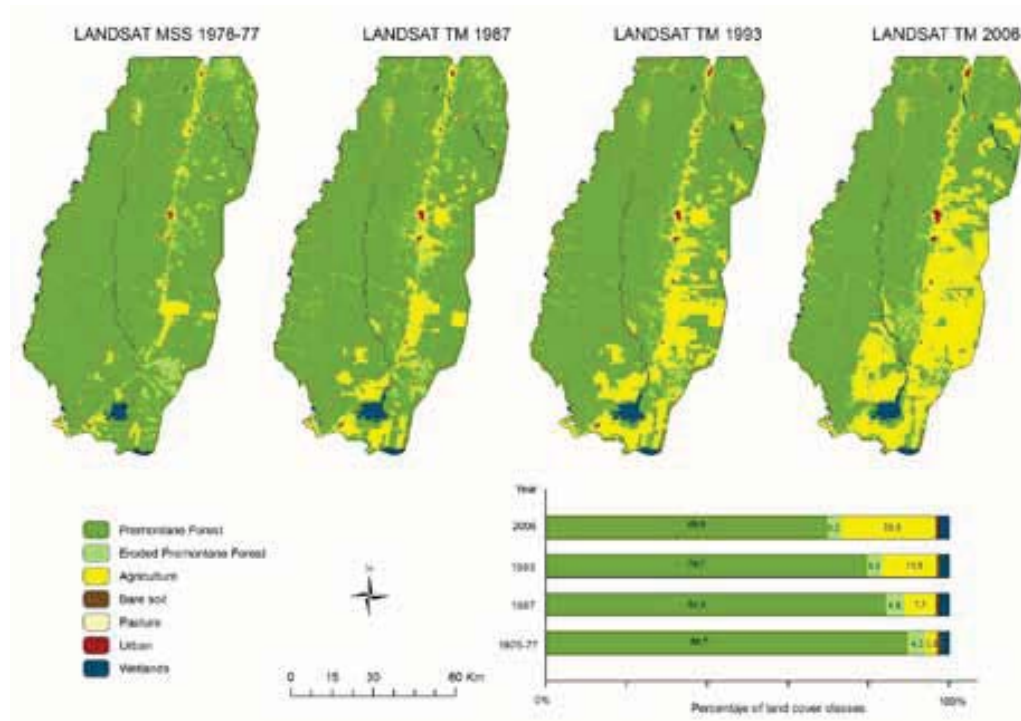 LANDSAT MSS 1976-77
LANDSAT TM 1987
LANDSAT TM 1993
LANDSAT TM 2006
Premontane Forest
Eroded Premontane Forest
Agriculture
Bare soil
Pasture
Urban
Wetlands
0 15 30 60 Km
Year
2006
1993
1987
1975-77
0%
100%
Percentaje of land cover classes